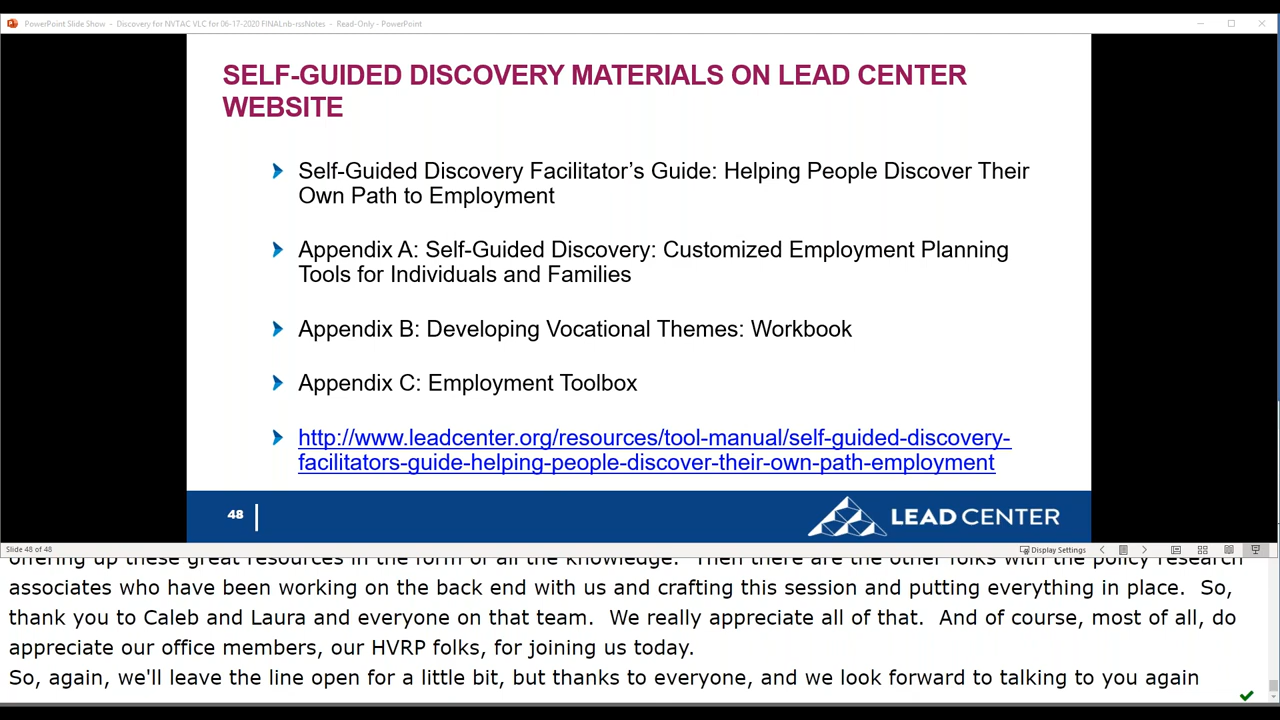 PowerPoint Slide Show - Discovery for NVTAC VLC for 06-17-2020 FINALnb-rssNotes - Read-Only - PowerPoint
SELF-GUIDED DISCOVERY MATERIALS ON LEAD CENTER
WEBSITE
Self-Guided Discovery Facilitator’s Guide: Helping People Discover Their
Own Path to Employment
Appendix A: Self-Guided Discovery: Customized Employment Planning
Tools for Individuals and Families
Appendix B: Developing Vocational Themes: Workbook
Appendix C: Employment Toolbox
http://www.leadcenter.org/resources/tool-manual/self-guided-discovery-
facilitators-guide-helping-people-discover-their-own-path-employment
48
LEAD CENTER
Slide 48 of 48
Display Settings
offering up these great resources in the form of all the knowledge. Then there are the other folks with the policy research
associates who have been working on the back end with us and crafting this session and putting everything in place. So,
thank you to Caleb and Laura and everyone on that team. We really appreciate all of that. And of course, most of all, do
appreciate our office members, our HVRP folks, for joining us today.
So, again, we'll leave the line open for a little bit, but thanks to everyone, and we look forward to talking to you again